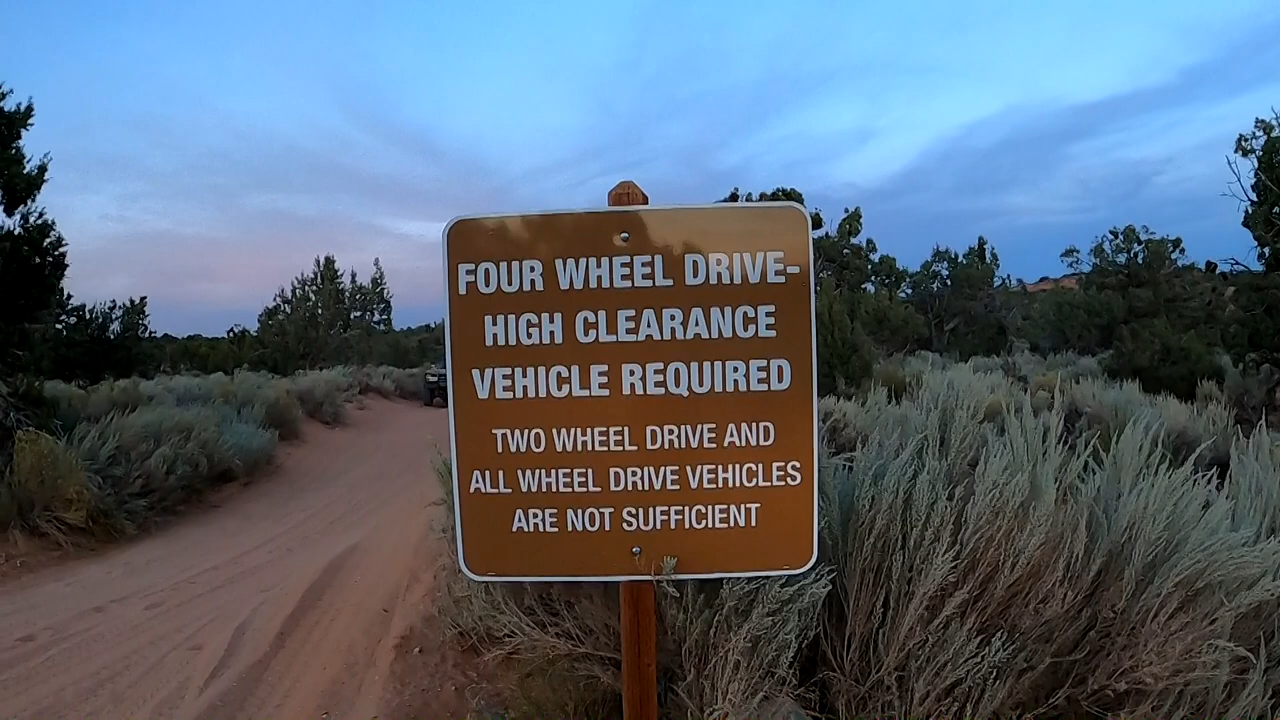 FOUR WHEEL DRIVE-
HIGH CLEARANCE
VEHICLE REQUIRED
TWO WHEEL DRIVE AND
ALL WHEEL DRIVE VEHICLES
ARE NOT SUFFICIENT